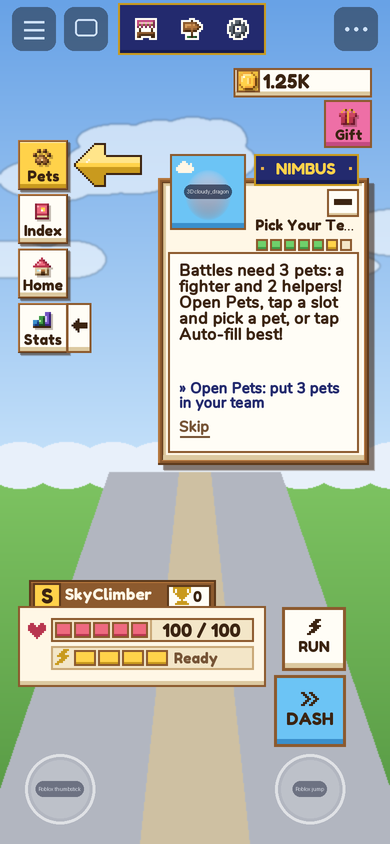 1.25K
Gift
Pets
NIMBUS
3D cloudy_dragon
Pick Your Te...
Index
Home
Stats
Battles need 3 pets: a
fighter and 2 helpers!
Open Pets, tap a slot
and pick a pet, or tap
Auto-fill best!
» Open Pets: put 3 pets
in your team
Skip
S
SkyClimber
0
100 / 100
Ready
RUN
DASH
Roblox thumbstick
Roblox jump